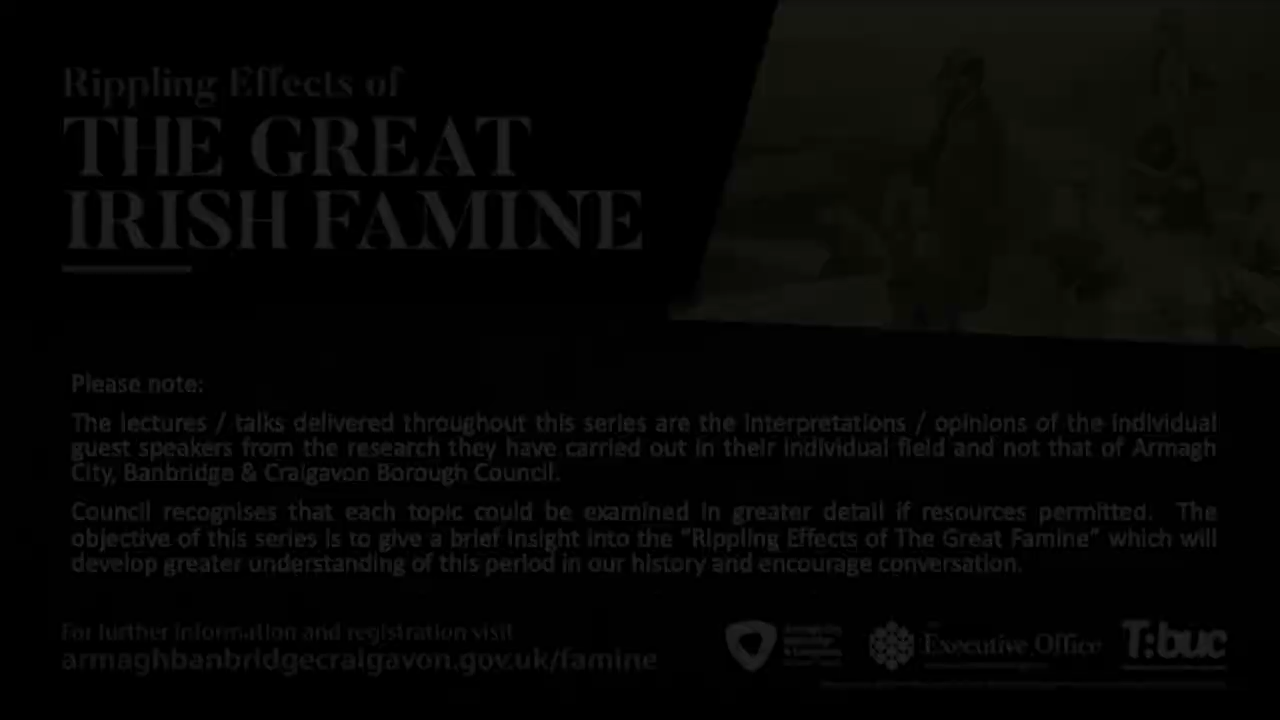 Rippling Effects of
THE GREAT
IRISH FAMINE
Please note:
The lectures / talks delivered throughout this series are the interpretations / opinions of the individual
guest speakers from the research they have carried out in their individual field and not that of Armagh
City, Banbridge & Craigavon Borough Council.
Council recognises that each topic could be examined in greater detail if resources permitted. The
objective of this series is to give a brief insight into the “Rippling Effects of The Great Famine” which will
develop greater understanding of this period in our history and encourage conversation.
For further information and registration visit
armaghbanbridgecraigavon.gov.uk/famine
Executive Office
T:buc